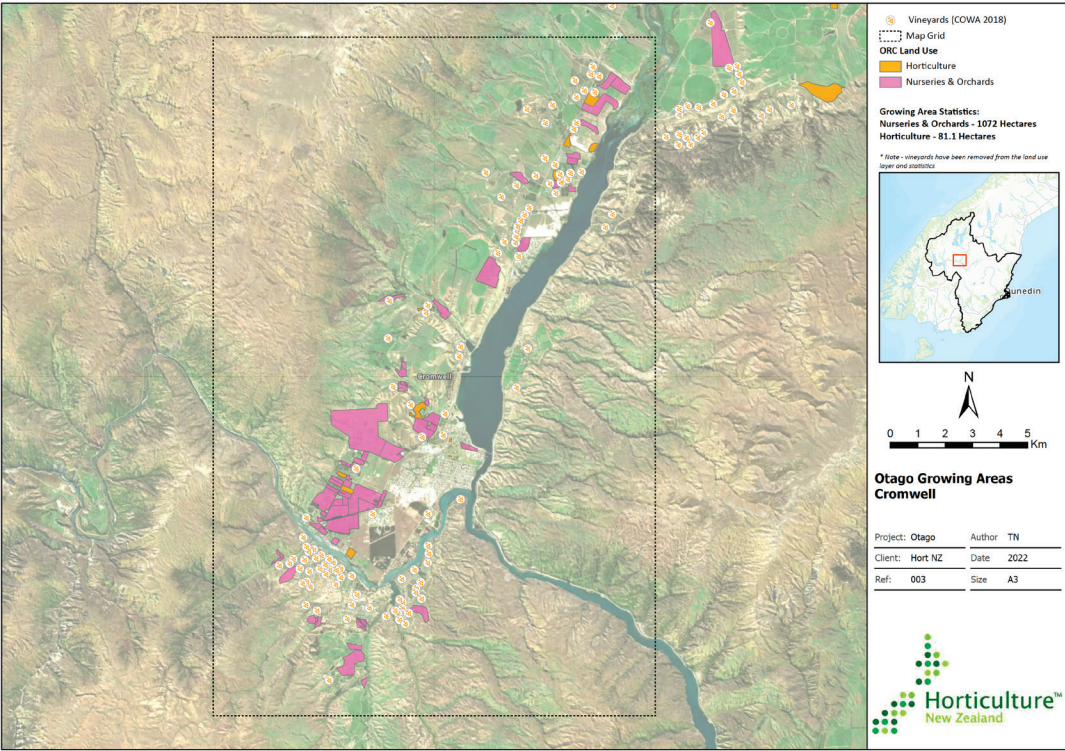 Vineyards (COWA 2018)
Map Grid
ORC Land Use
Horticulture
Nurseries & Orchards
Growing Area Statistics:
Nurseries & Orchards - 1072 Hectares
Horticulture - 81.1 Hectares
* Note - vineyards have been removed from the land use
layer and statistics
Dunedin
Cromwell
N
0 1 2 3 4 5
Km
Otago Growing Areas
Cromwell
Project: Otago Author TN
Client: Hort NZ Date 2022
Ref: 003 Size A3
Horticulture™
New Zealand